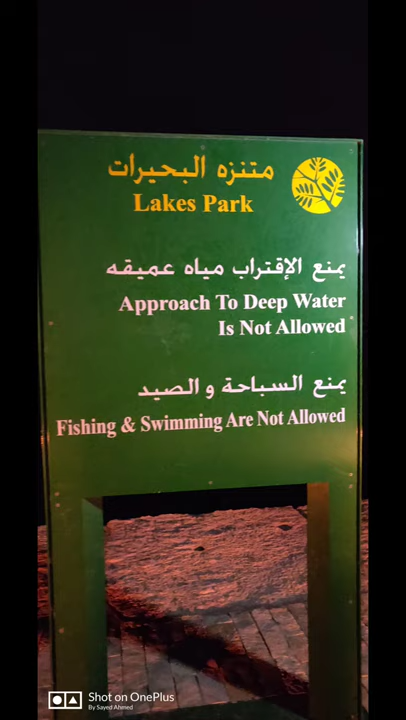 متنزه البحيرات
Lakes Park
يمنع الإقتراب مياه عميقه
Approach To Deep Water
Is Not Allowed
يمنع السباحة و الصيد
Fishing & Swimming Are Not Allowed
Shot on OnePlus
By Sayed Ahmed